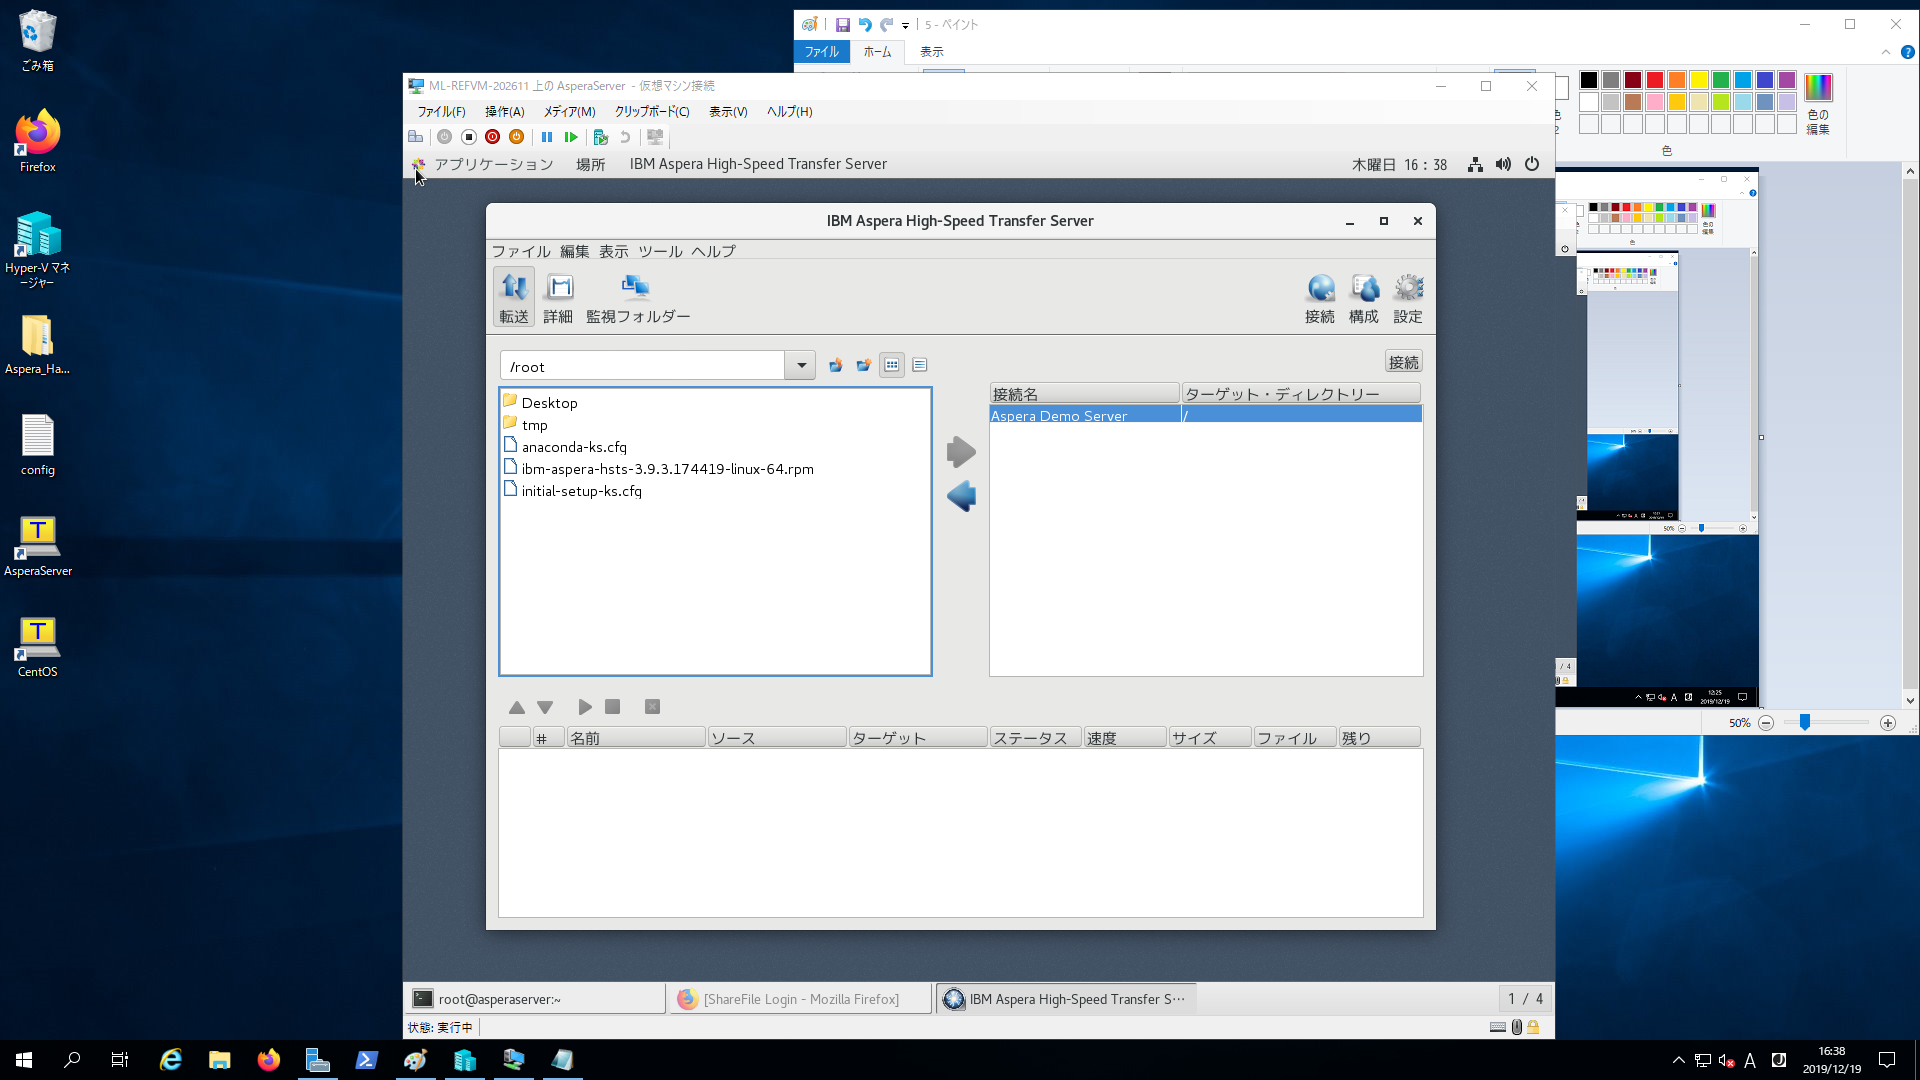 ごみ箱
Firefox
Hyper-V マネ
ージャー
Aspera_Ha...
config
AsperaServer
CentOS
5 - ペイント
ファイル
ホーム
表示
色の
編集
色
2
色
50%
ML-REFVM-202611 上の AsperaServer - 仮想マシン接続
ファイル(F) 操作(A) メディア(M) クリップボード(C) 表示(V) ヘルプ(H)
アプリケーション 場所 IBM Aspera High-Speed Transfer Server
木曜日 16：38
IBM Aspera High-Speed Transfer Server
ファイル 編集 表示 ツール ヘルプ
転送 詳細 監視フォルダー
接続 構成 設定
/root
接続
接続名 ターゲット・ディレクトリー
Aspera Demo Server /
Desktop
tmp
anaconda-ks.cfg
ibm-aspera-hsts-3.9.3.174419-linux-64.rpm
initial-setup-ks.cfg
# 名前 ソース ターゲット ステータス 速度 サイズ ファイル 残り
root@asperaserver:~
[ShareFile Login - Mozilla Firefox]
IBM Aspera High-Speed Transfer S…
1 / 4
状態: 実行中
/ 4
50%
12:25
2019/12/19
A
16:38
2019/12/19